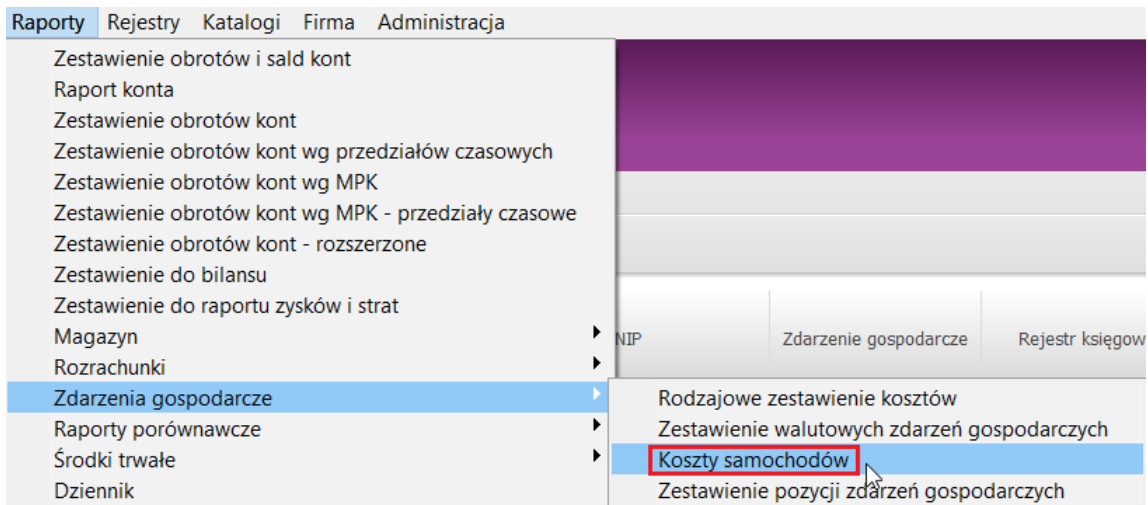 Raporty Rejestry Katalogi Firma Administracja
Zestawienie obrotów i sald kont
Raport konta
Zestawienie obrotów kont
Zestawienie obrotów kont wg przedziałów czasowych
Zestawienie obrotów kont wg MPK
Zestawienie obrotów kont wg MPK - przedziały czasowe
Zestawienie obrotów kont - rozszerzone
Zestawienie do bilansu
Zestawienie do raportu zysków i strat
Magazyn
Rozrachunki
Zdarzenia gospodarcze
Raporty porównawcze
Środki trwałe
Dziennik
NIP Zdarzenie gospodarcze Rejestr księgow
Rodzajowe zestawienie kosztów
Zestawienie walutowych zdarzeń gospodarczych
Koszty samochodów
Zestawienie pozycji zdarzeń gospodarczych